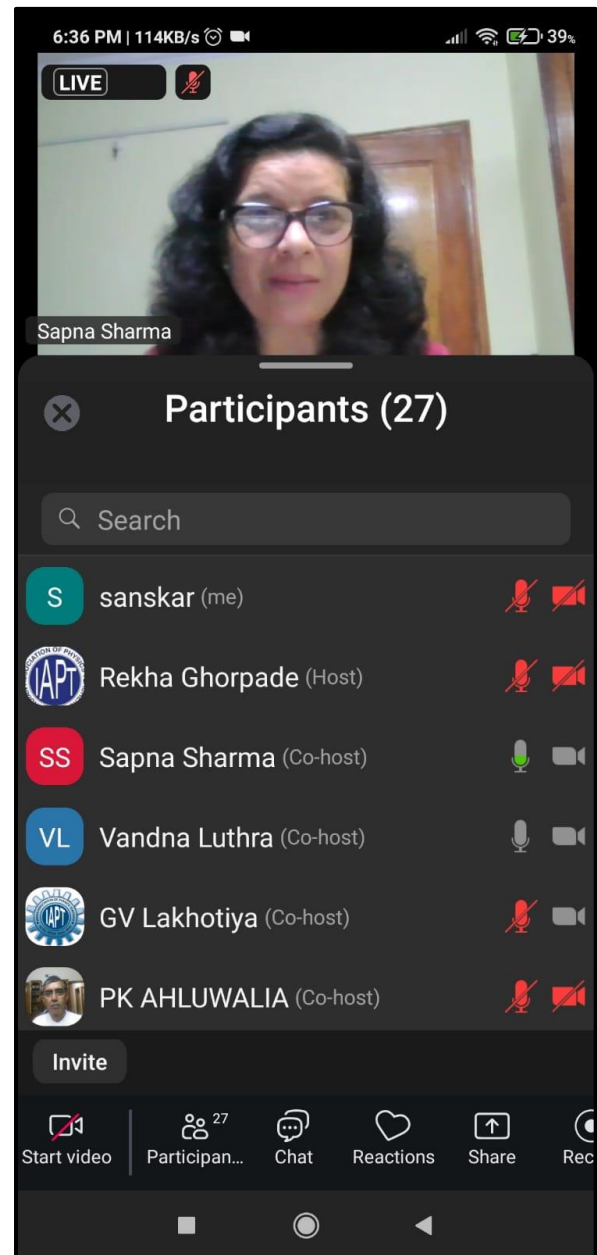 6:36 PM | 114KB/s 39%
LIVE
Sapna Sharma
Participants (27)
Search
S sanskar (me)
IAPT Rekha Ghorpade (Host)
SS Sapna Sharma (Co-host)
VL Vandna Luthra (Co-host)
IAPT GV Lakhotiya (Co-host)
PK AHLUWALIA (Co-host)
Invite
27
Start video Participan... Chat Reactions Share Rec